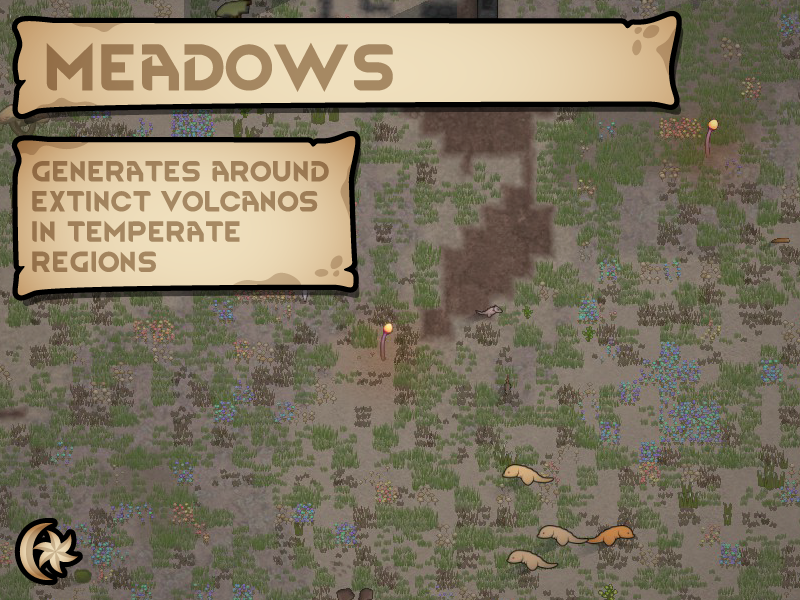 MEADOWS
GENERATES AROUND
EXTINCT VOLCANOS
IN TEMPERATE
REGIONS